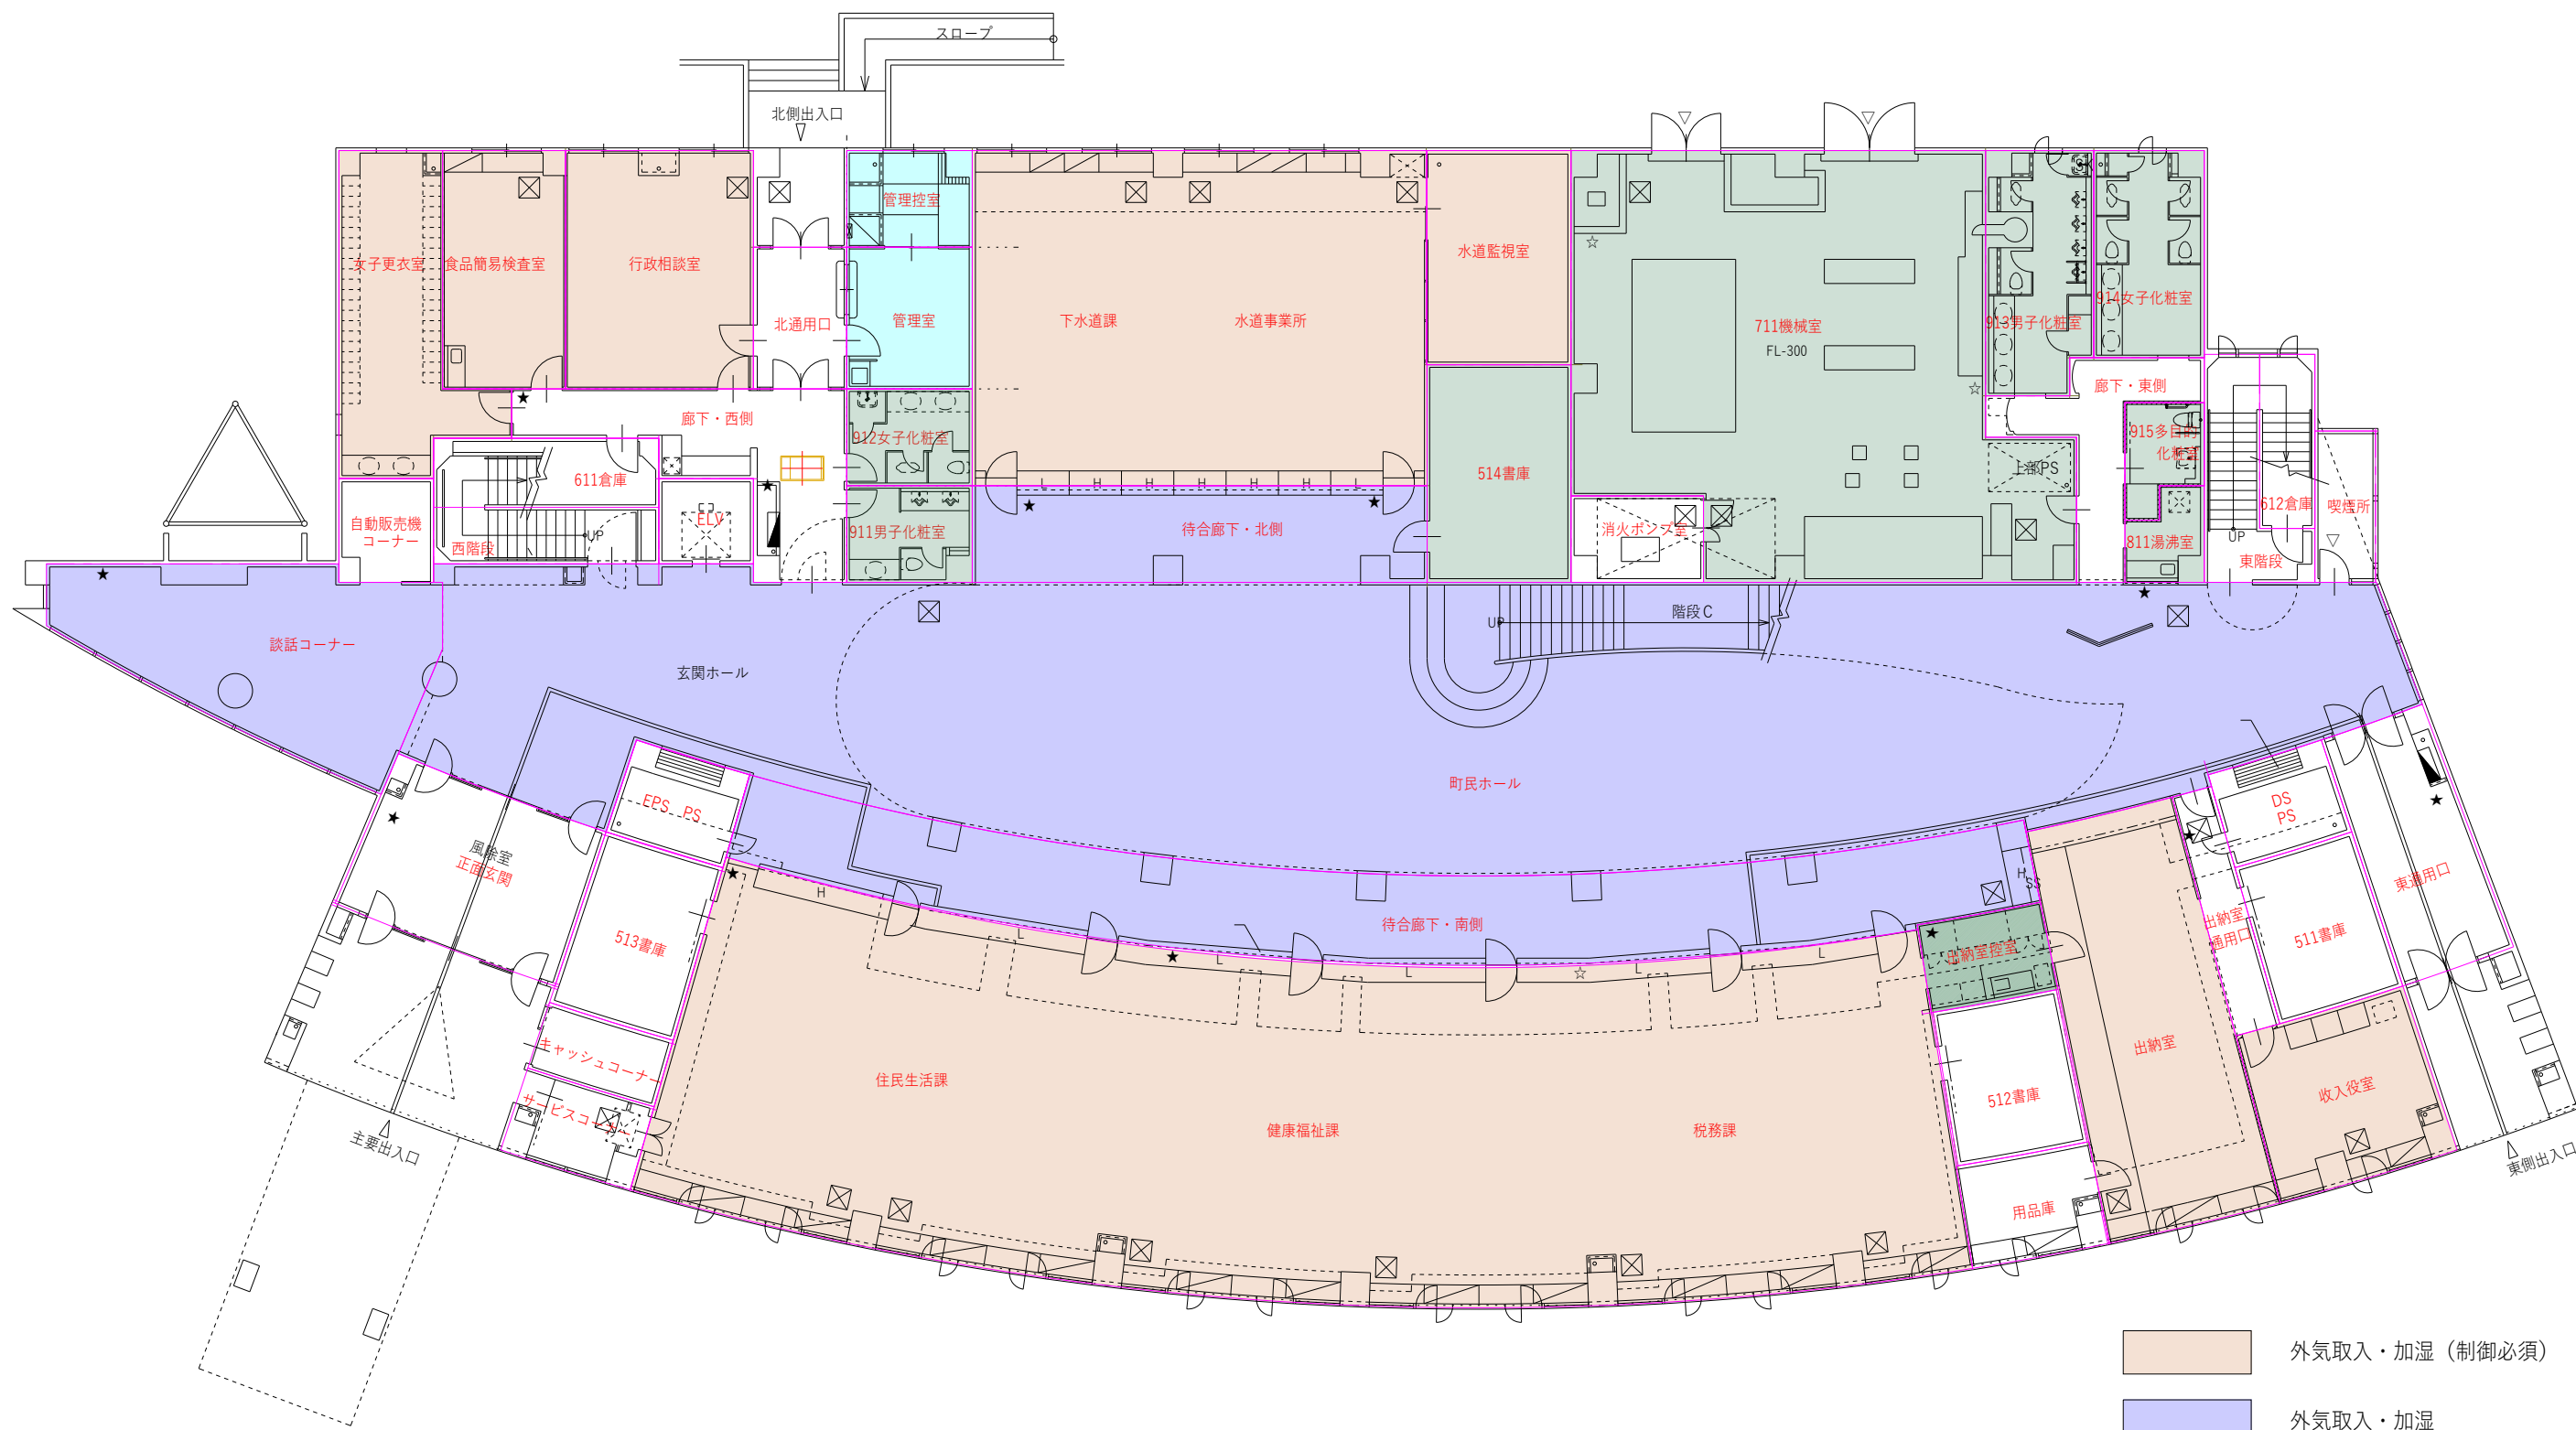 スロープ
北側出入口
管理控室
女子更衣室
食品簡易検査室
行政相談室
北通用口
管理室
下水道課
水道事業所
水道監視室
711機械室
FL-300
913男子化粧室
914女子化粧室
廊下・東側
廊下・西側
912女子化粧室
915多目的
化粧室
上部PS
514書庫
611倉庫
L
H
H
H
H
H
L
612倉庫
喫煙所
自動販売機
コーナー
ELV
911男子化粧室
待合廊下・北側
消火ポンプ室
西階段
UP
811湯沸室
UP
東階段
談話コーナー
玄関ホール
UP
階段C
町民ホール
EPS PS
DS
PS
風除室
正面玄関
H
H
SS
東通用口
出納室
通用口
511書庫
513書庫
L
L
L
L
L
待合廊下・南側
出納室控室
キャッシュコーナー
サービスコーナー
住民生活課
健康福祉課
税務課
512書庫
出納室
収入役室
主要出入口
東側出入口
用品庫
外気取入・加湿（制御必須）
外気取入・加湿